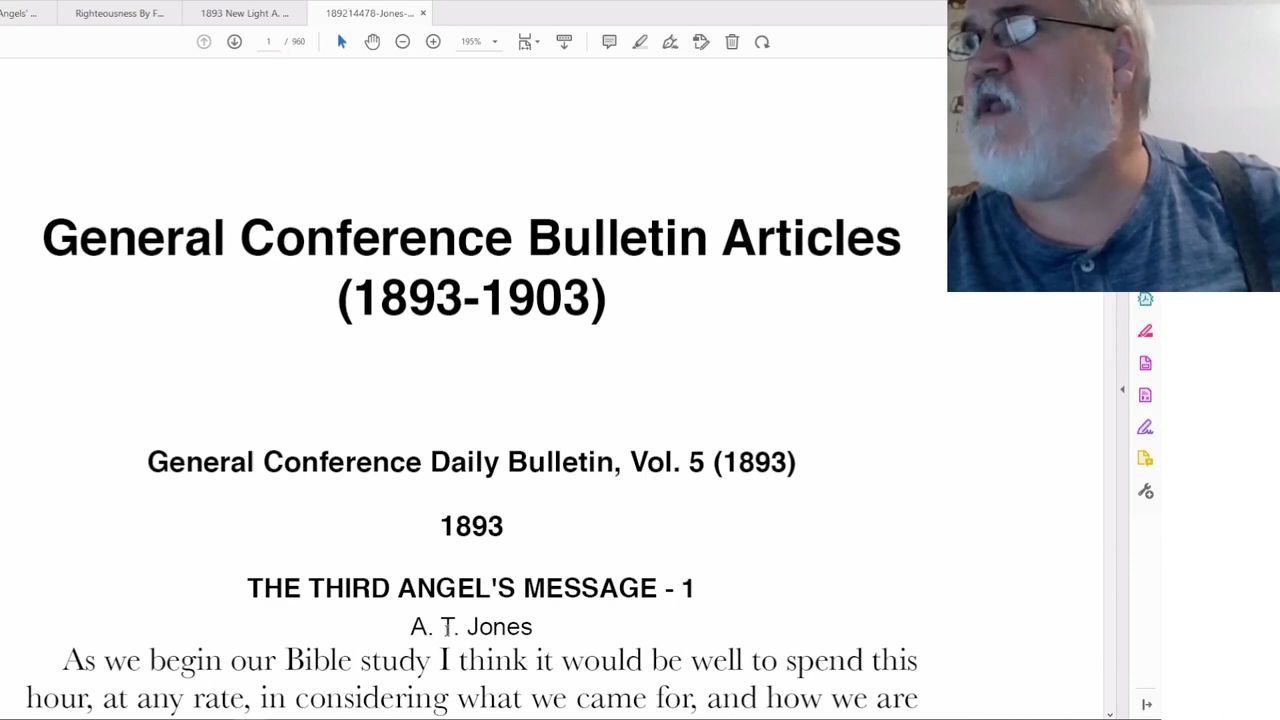 Angels' ...
Righteousness By F...
1893 New Light A. ...
189214478-Jones-...
1 / 960
195%
General Conference Bulletin Articles
(1893-1903)
General Conference Daily Bulletin, Vol. 5 (1893)
1893
THE THIRD ANGEL'S MESSAGE - 1
A. T. Jones
As we begin our Bible study I think it would be well to spend this
hour, at any rate, in considering what we came for, and how we are